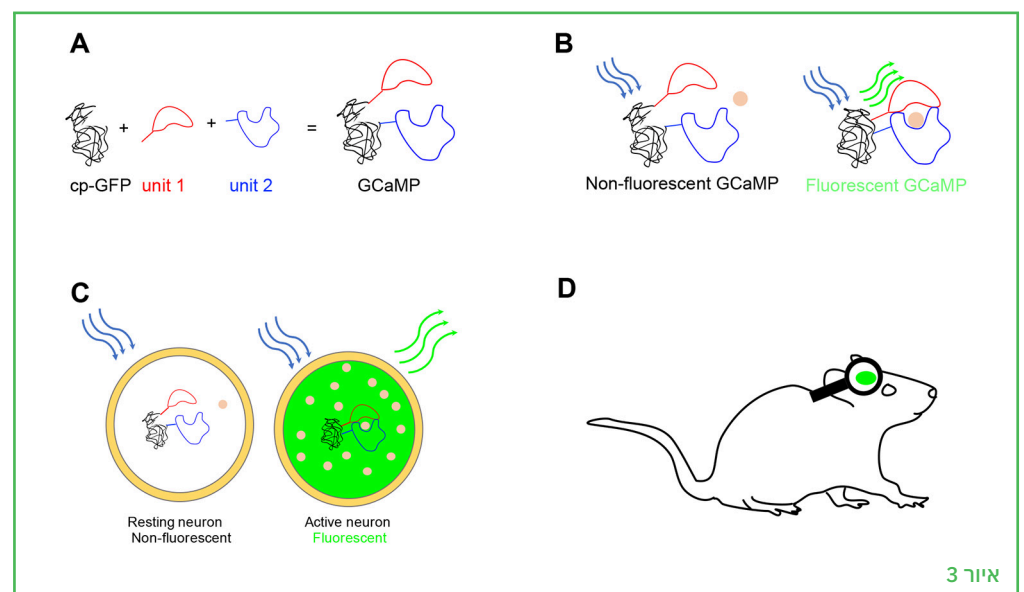 A
cp-GFP + unit 1 + unit 2 = GCaMP
B
Non-fluorescent GCaMP
Fluorescent GCaMP
C
Resting neuron
Non-fluorescent
Active neuron
Fluorescent
D
איור 3